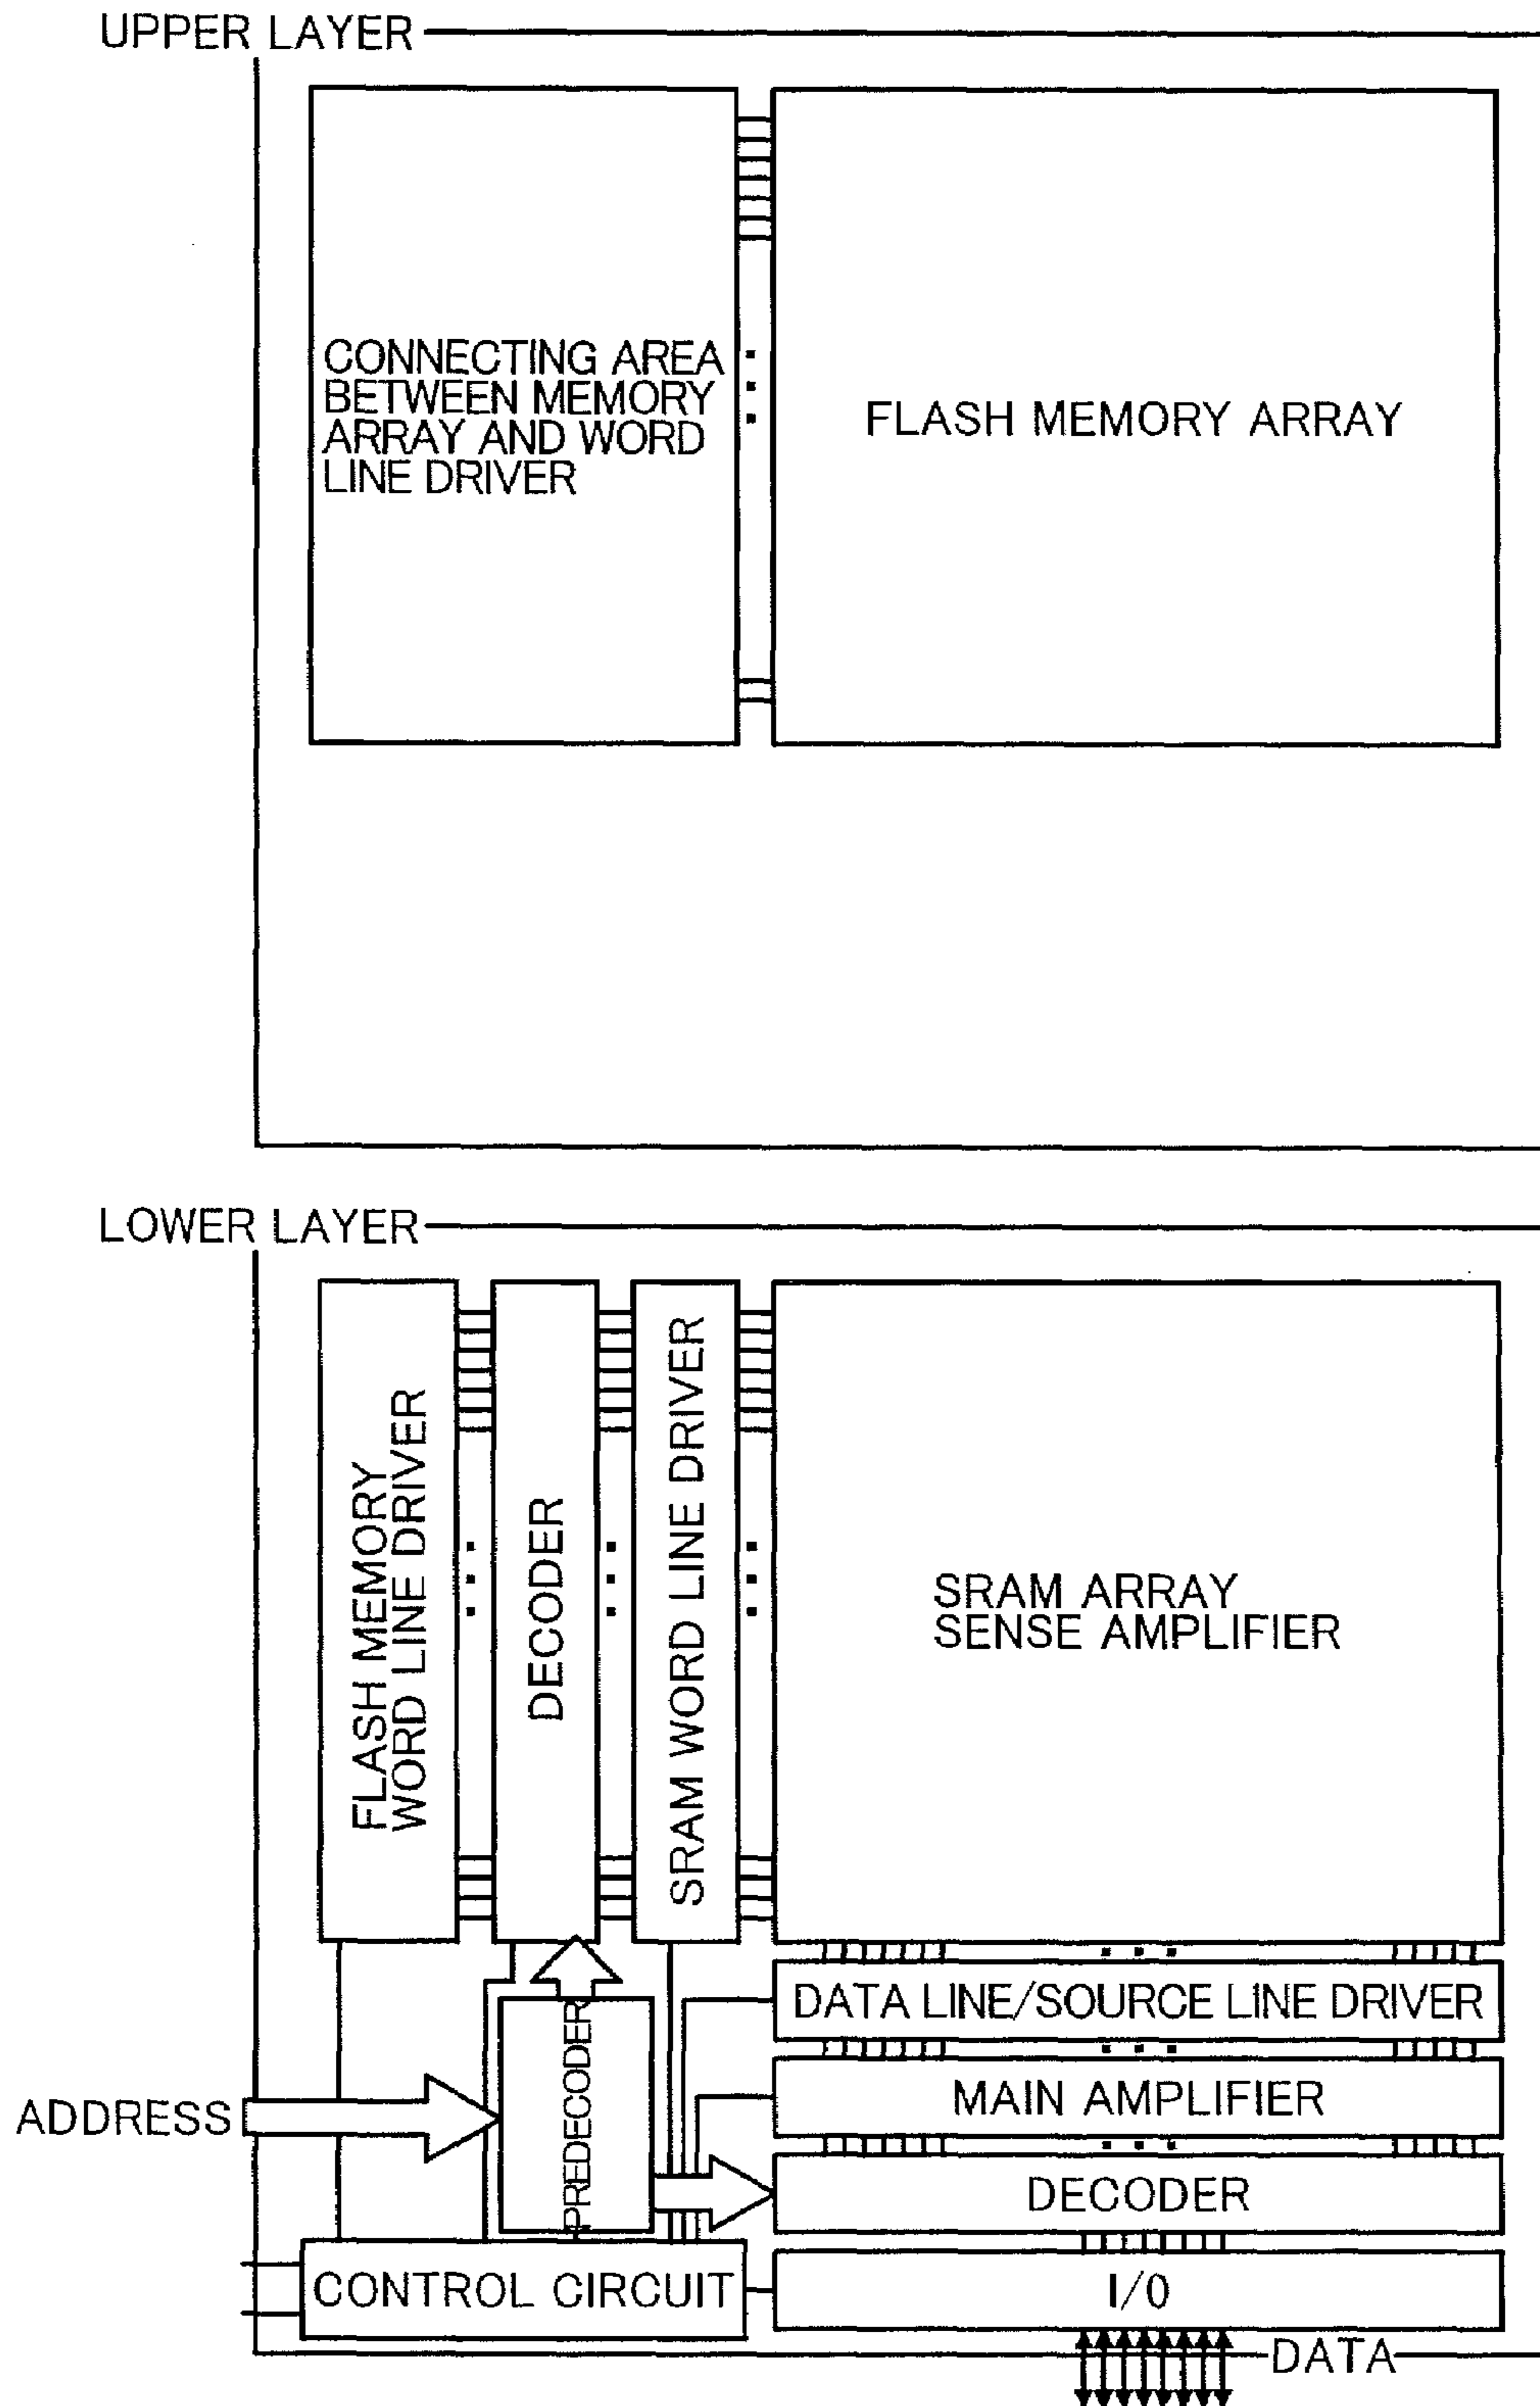 UPPER LAYER
CONNECTING AREA
BETWEEN MEMORY
ARRAY AND WORD
LINE DRIVER
FLASH MEMORY ARRAY
LOWER LAYER
FLASH MEMORY
WORD LINE DRIVER
DECODER
SRAM WORD LINE DRIVER
SRAM ARRAY
SENSE AMPLIFIER
DATA LINE/SOURCE LINE DRIVER
MAIN AMPLIFIER
ADDRESS
PREDECODER
DECODER
CONTROL CIRCUIT
I/O
DATA